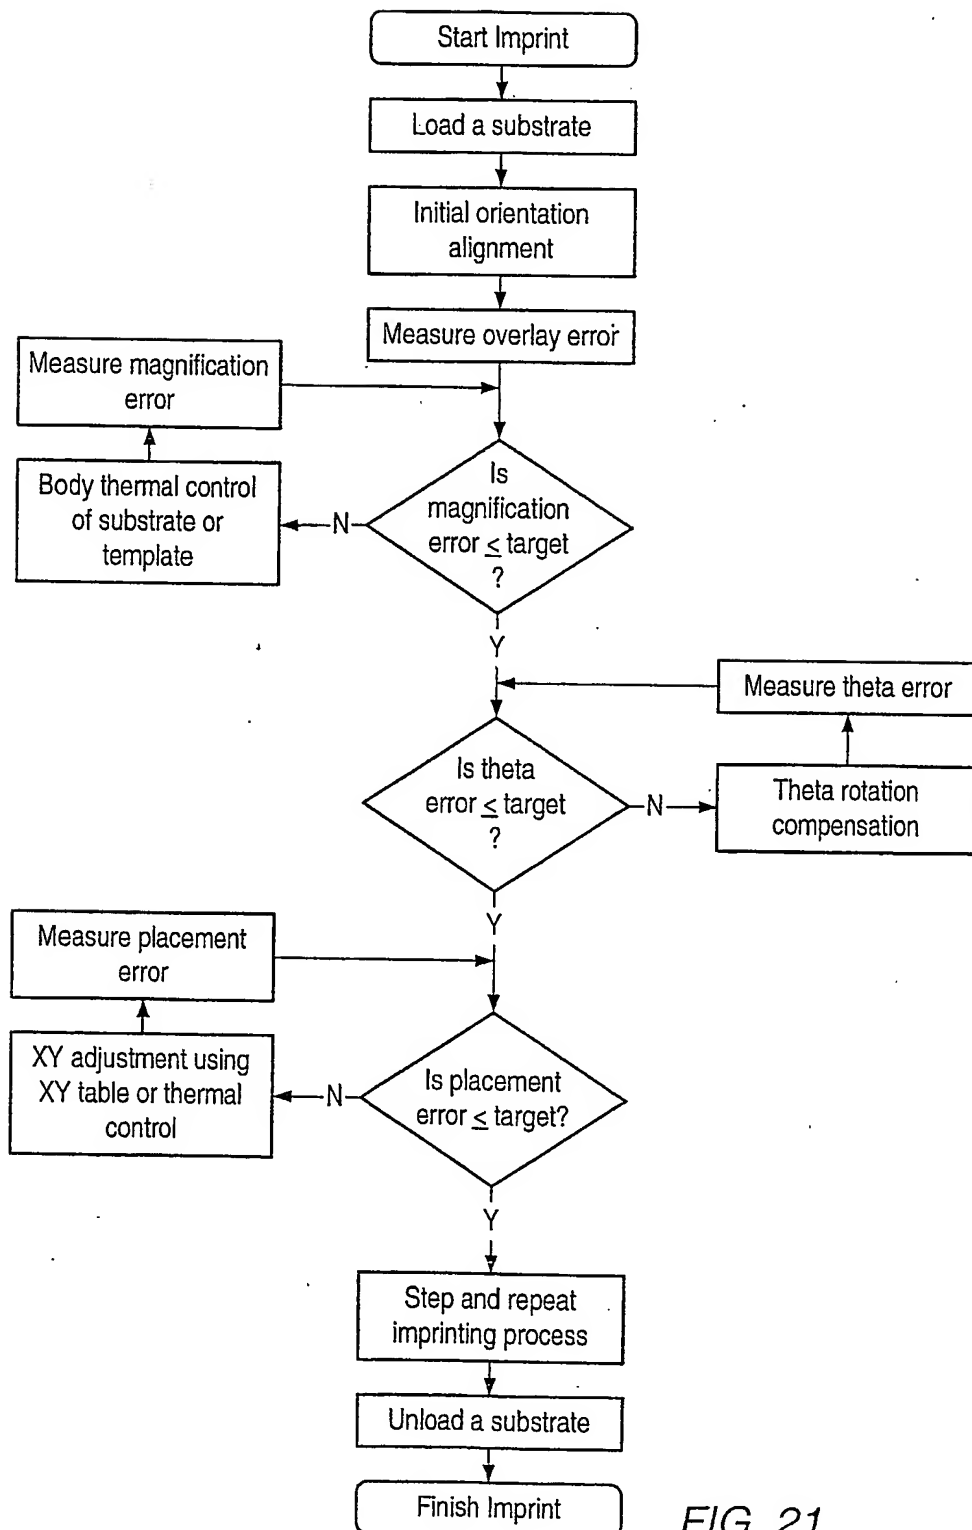 Start Imprint
Load a substrate
Initial orientation
alignment
Measure overlay error
Measure magnification
error
Is
magnification
error ≤ target
?
N
Body thermal control
of substrate or
template
Y
Measure theta error
Is theta
error ≤ target
?
N
Theta rotation
compensation
Y
Measure placement
error
Is placement
error ≤ target?
N
XY adjustment using
XY table or thermal
control
Y
Step and repeat
imprinting process
Unload a substrate
Finish Imprint
FIG. 21